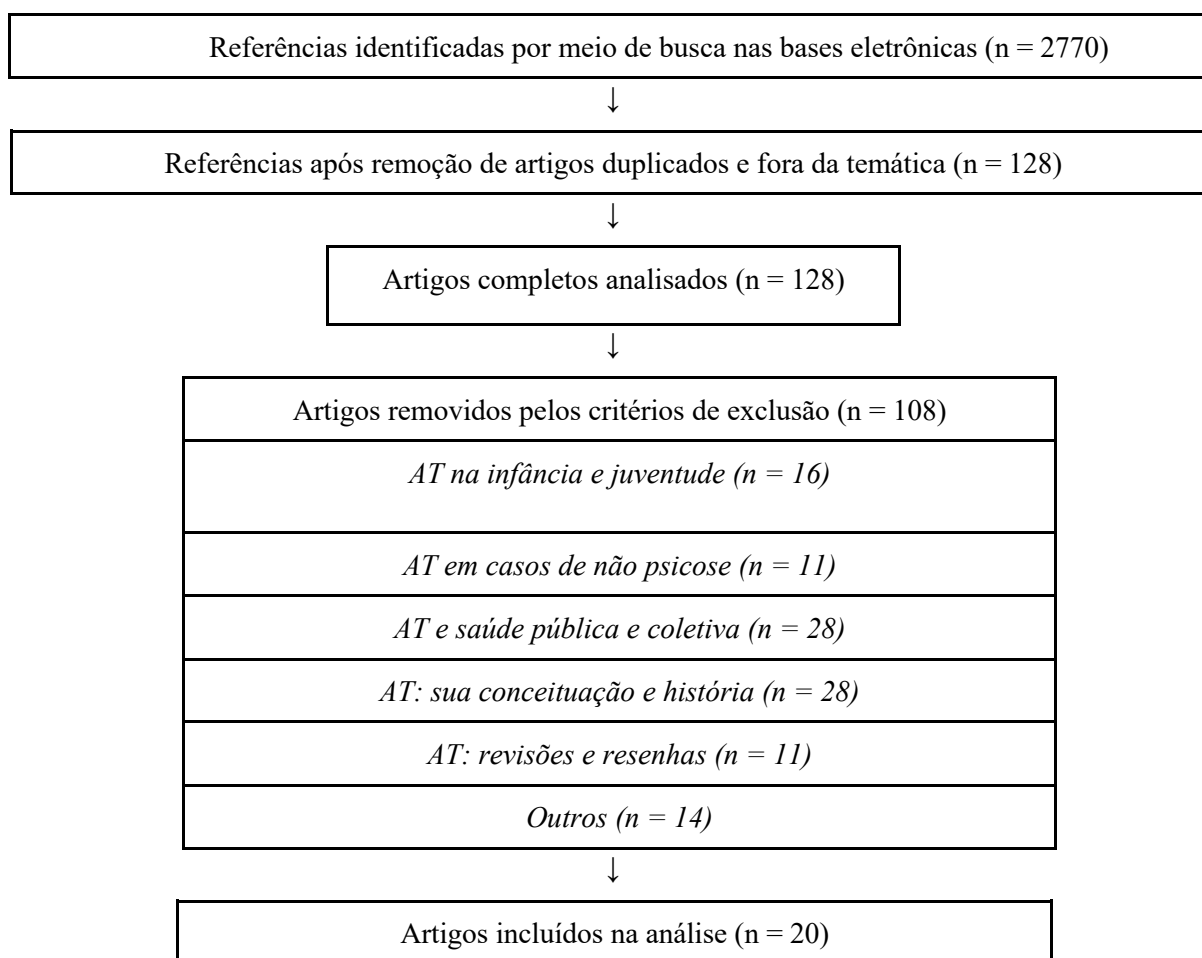 Referências identificadas por meio de busca nas bases eletrônicas (n = 2770)
↓
Referências após remoção de artigos duplicados e fora da temática (n = 128)
↓
Artigos completos analisados (n = 128)
↓
Artigos removidos pelos critérios de exclusão (n = 108)
AT na infância e juventude (n = 16)
AT em casos de não psicose (n = 11)
AT e saúde pública e coletiva (n = 28)
AT: sua conceituação e história (n = 28)
AT: revisões e resenhas (n = 11)
Outros (n = 14)
↓
Artigos incluídos na análise (n = 20)